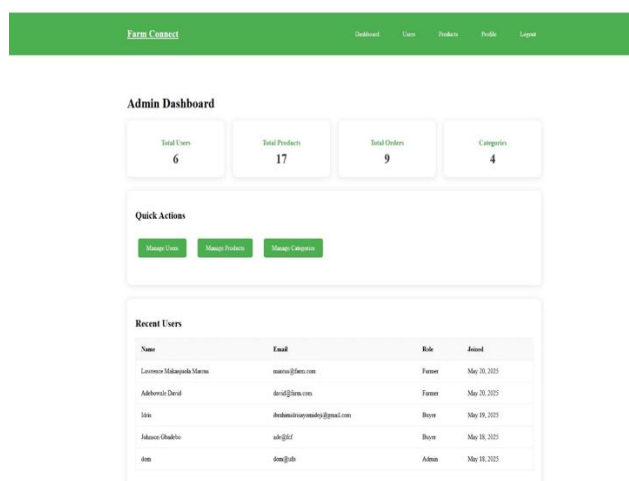 Farm Connect Dashboard Users Products Profile Logout
Admin Dashboard
Total Users Total Products Total Orders Categories
6 17 9 4
Quick Actions
Manage Users Manage Products Manage Categories
Recent Users
Name Email Role Joined
Lawrence Marcus marcus@farm.com Farmer May 20, 2025
Adebowale David david@farm.com Farmer May 20, 2025
Idris Buyer May 19, 2025
Johnson Gbadebo Buyer May 18, 2025
dom Admin May 18, 2025